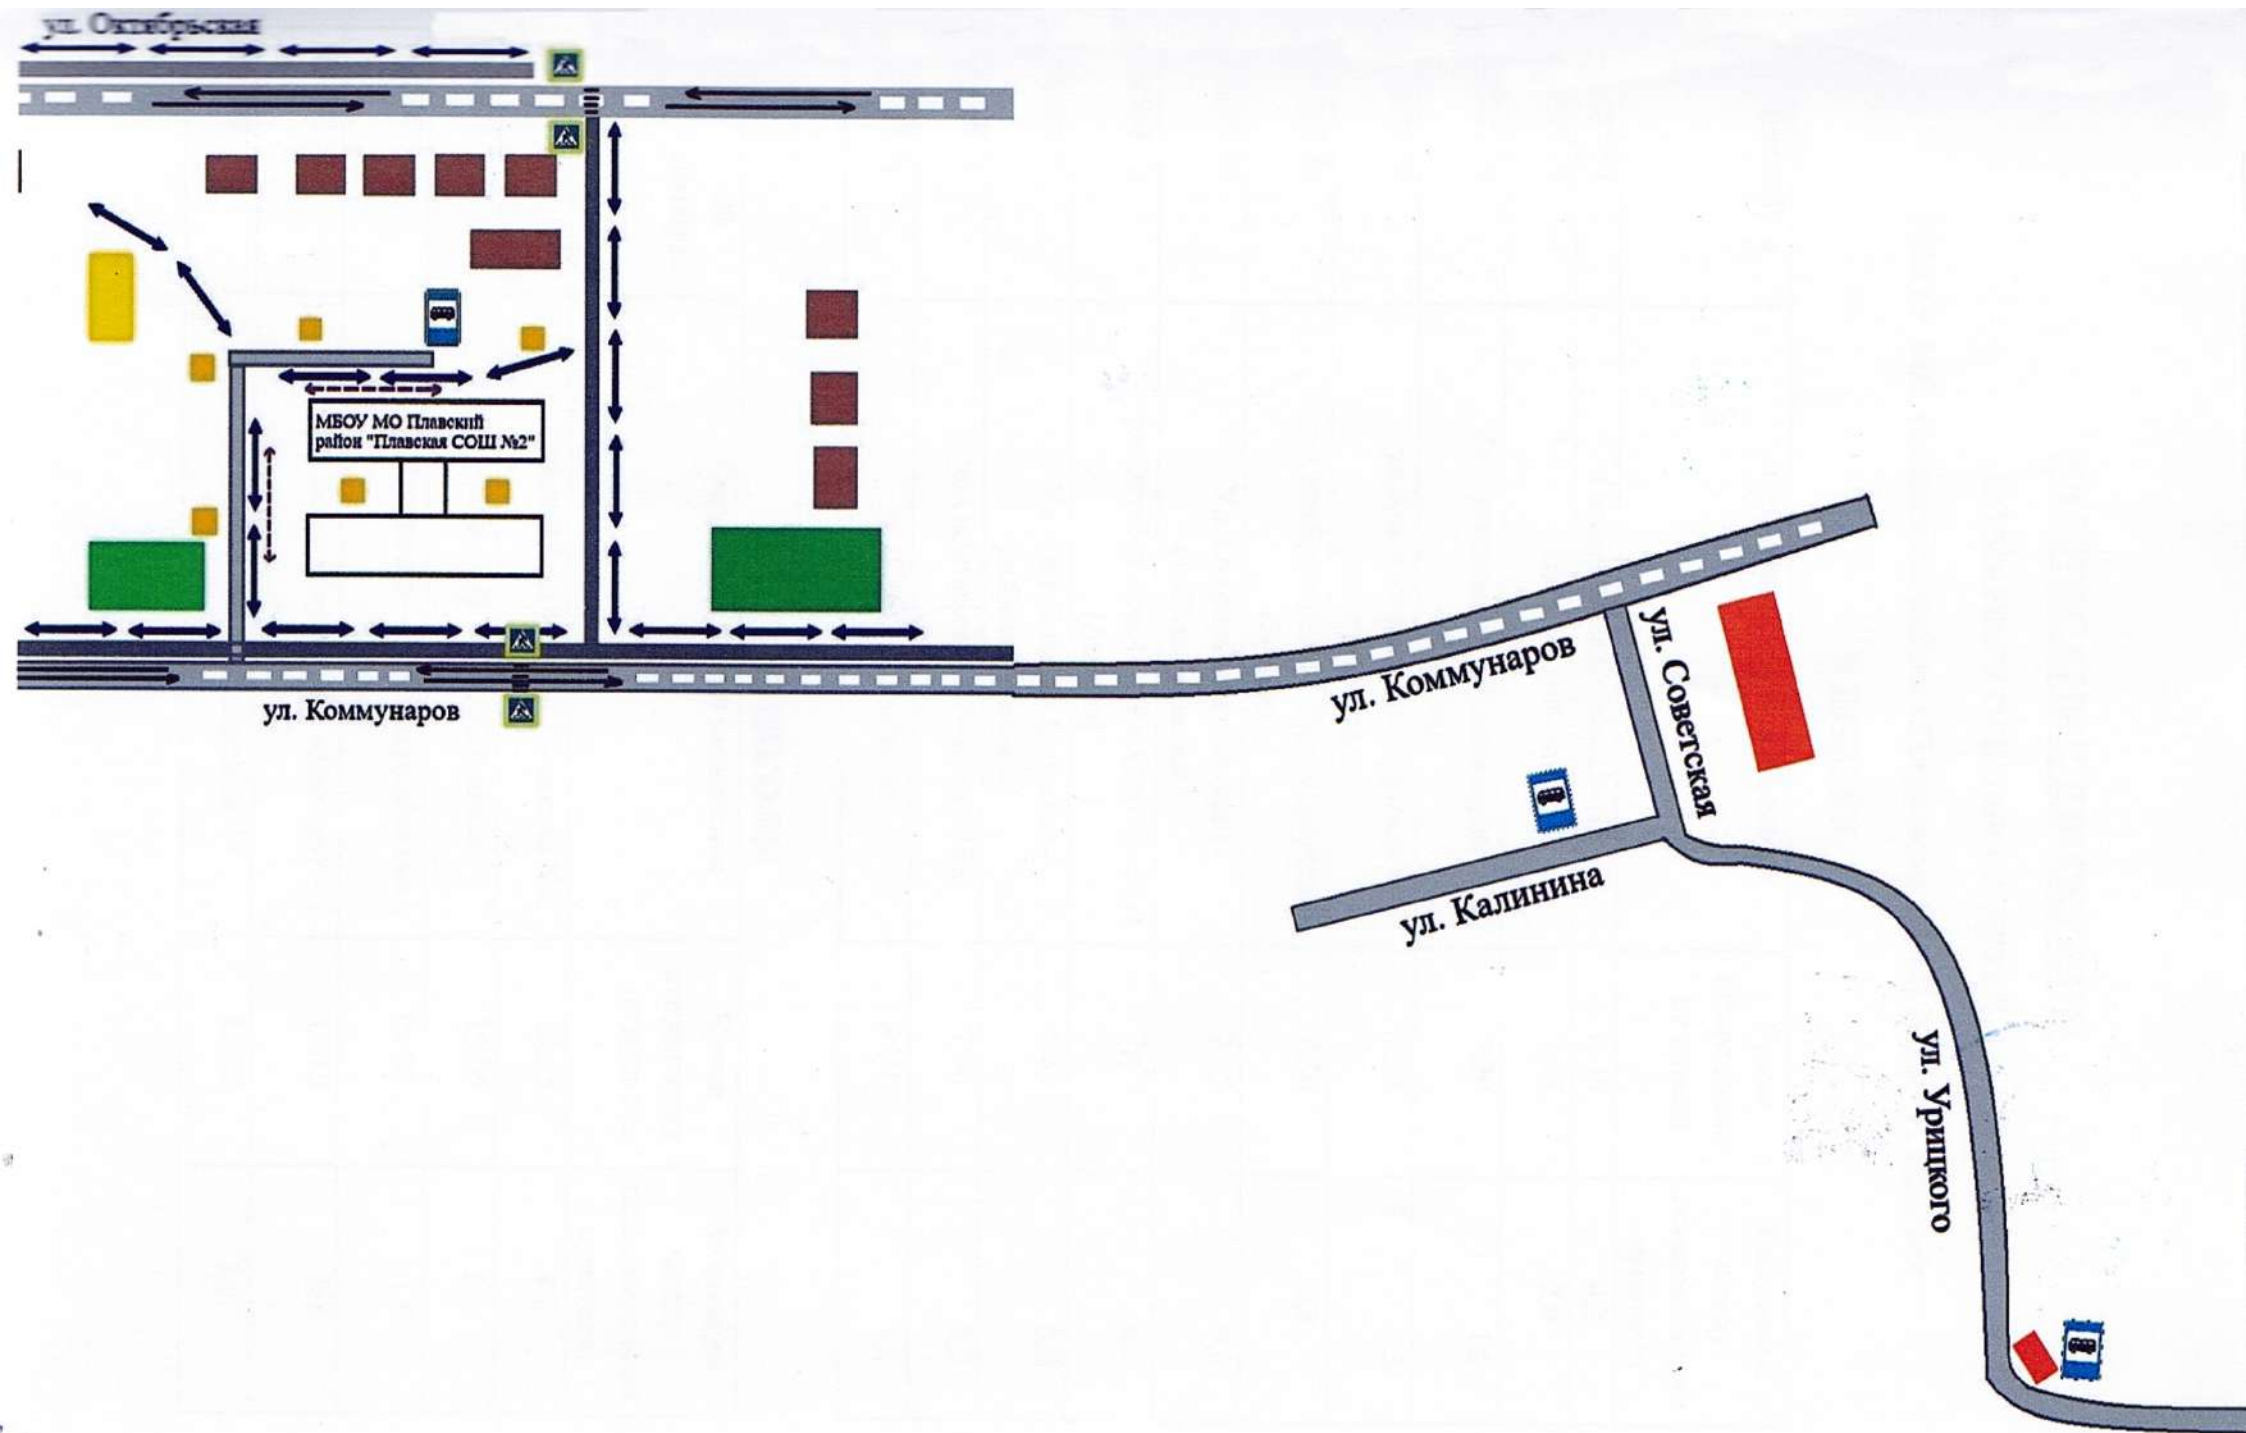 ул. Октябрьская
МБОУ МО Плавский
район "Плавская СОШ №2"
ул. Коммунаров
ул. Коммунаров
ул. Советская
ул. Калинина
ул. Урицкого